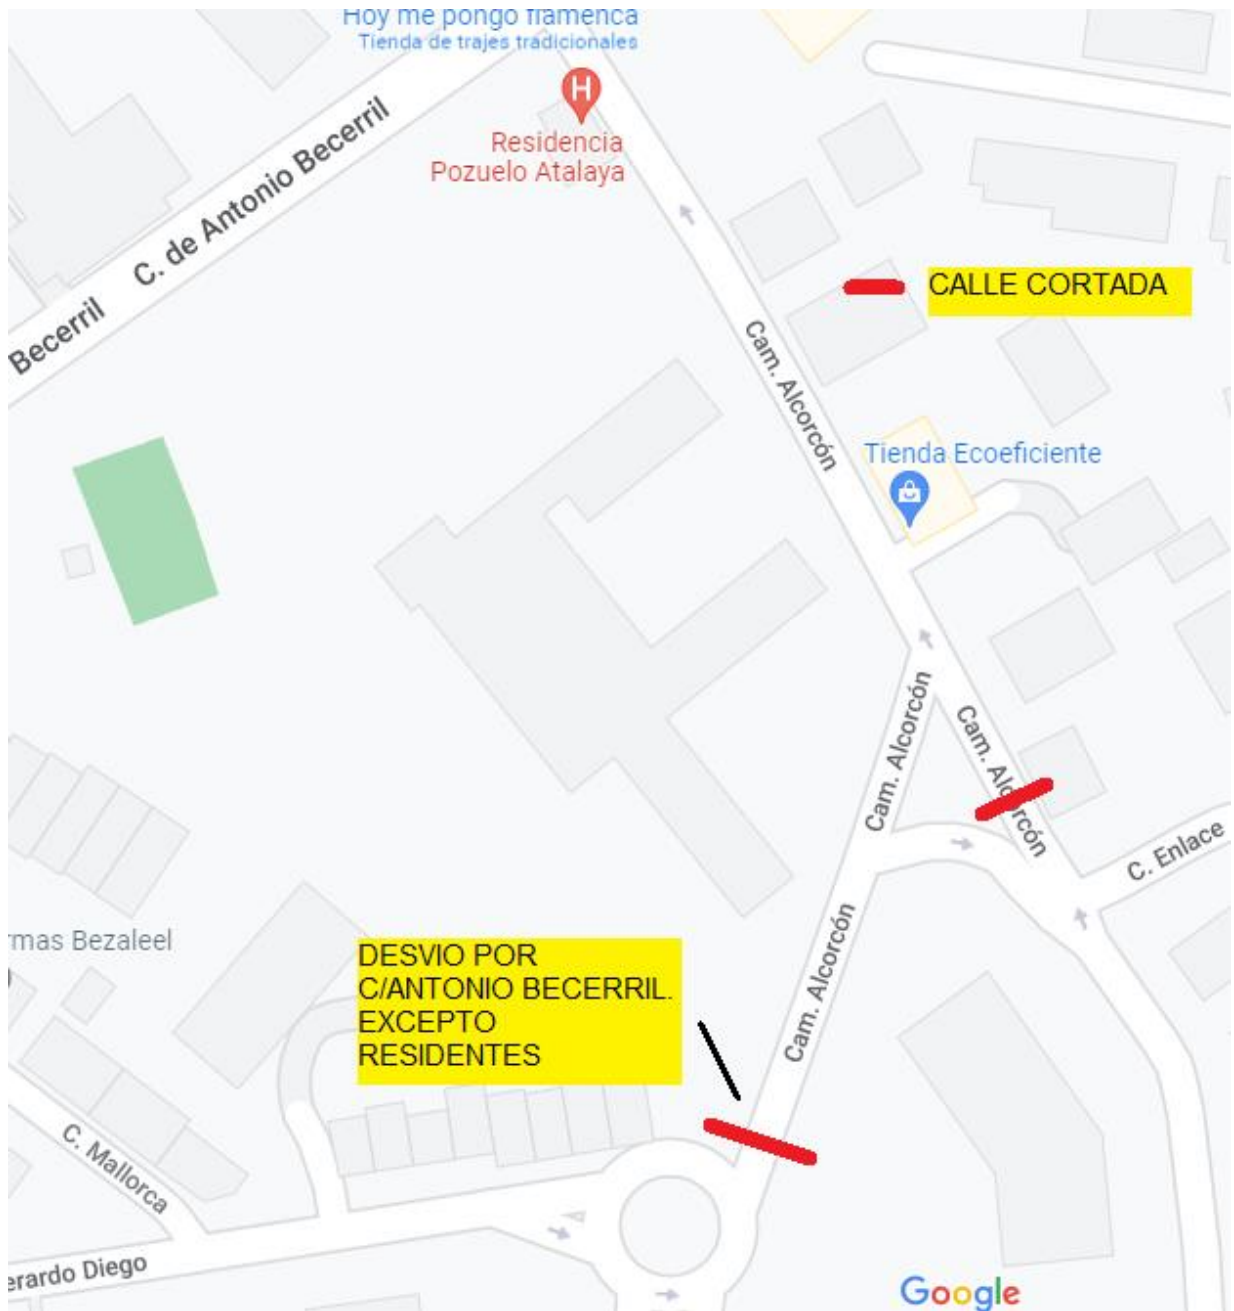 Hoy me pongo flamenca
Tienda de trajes tradicionales
Residencia
Pozuelo Atalaya
C. de Antonio Becerril
Becerril
CALLE CORTADA
Cam. Alcorcón
Tienda Ecoeficiente
Cam. Alcorcón
Cam. Alcorcón
C. Enlace
rmas Bezaleel
DESVIO POR
C/ANTONIO BECERRIL.
EXCEPTO
RESIDENTES
Cam. Alcorcón
C. Mallorca
erardo Diego
Google